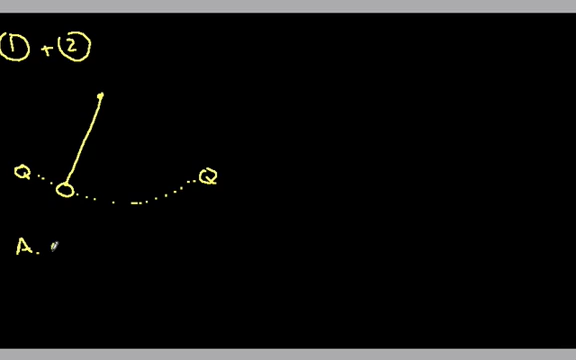 ① + ②
Q Q
A.